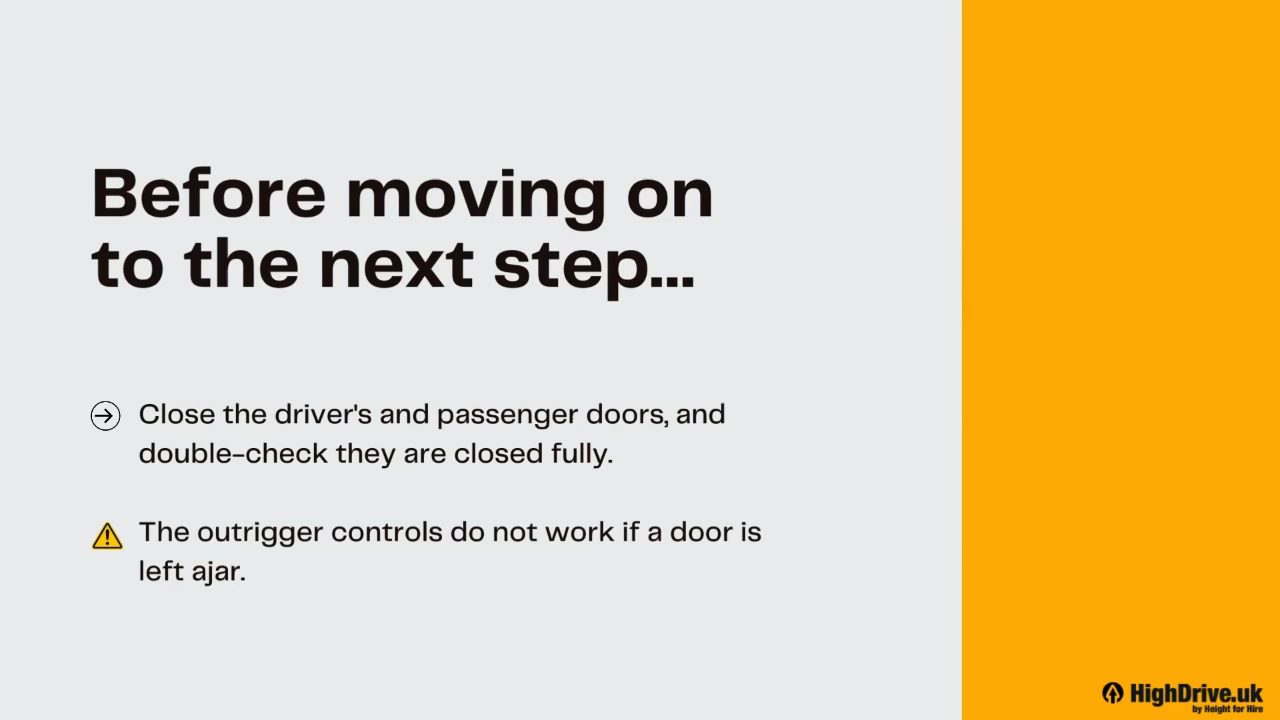 Before moving on
to the next step...
Close the driver's and passenger doors, and
double-check they are closed fully.
The outrigger controls do not work if a door is
left ajar.
HighDrive.uk
by Height for Hire